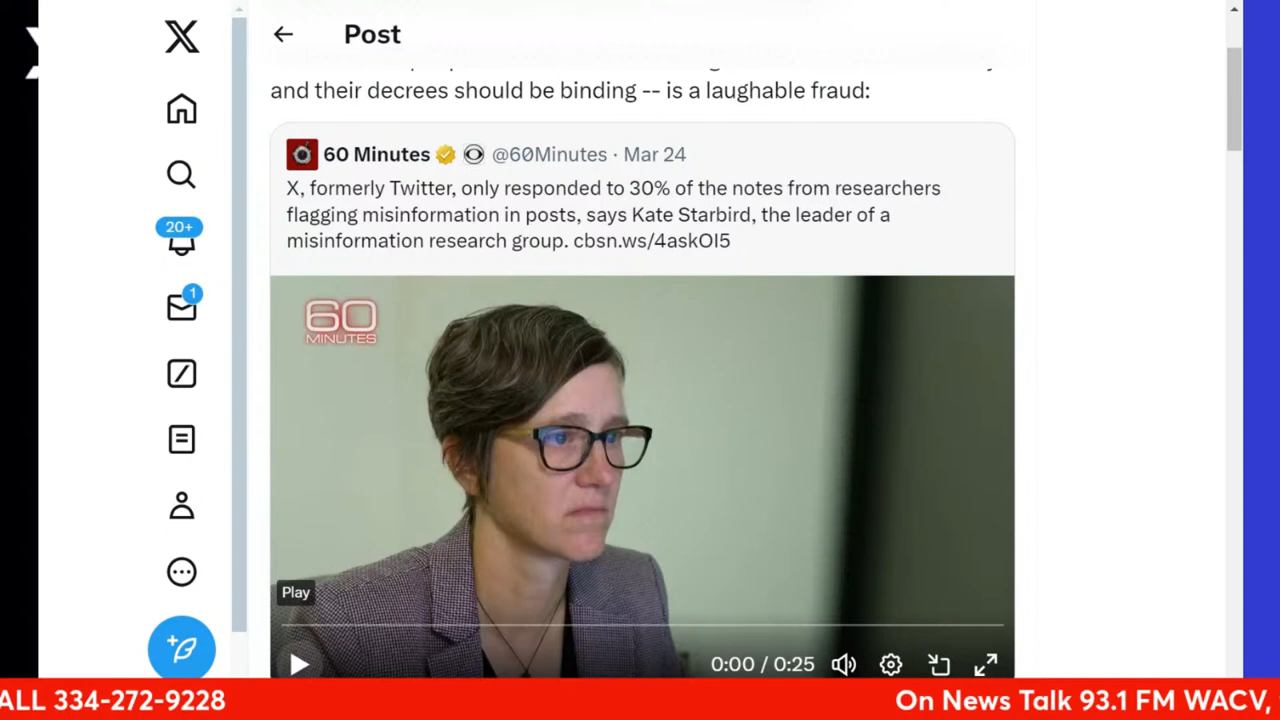 Post
and their decrees should be binding -- is a laughable fraud:
60 Minutes @60Minutes · Mar 24
X, formerly Twitter, only responded to 30% of the notes from researchers
flagging misinformation in posts, says Kate Starbird, the leader of a
misinformation research group. cbsn.ws/4askOI5
20+
1
60
MINUTES
Play
0:00 / 0:25
ALL 334-272-9228
On News Talk 93.1 FM WACV,